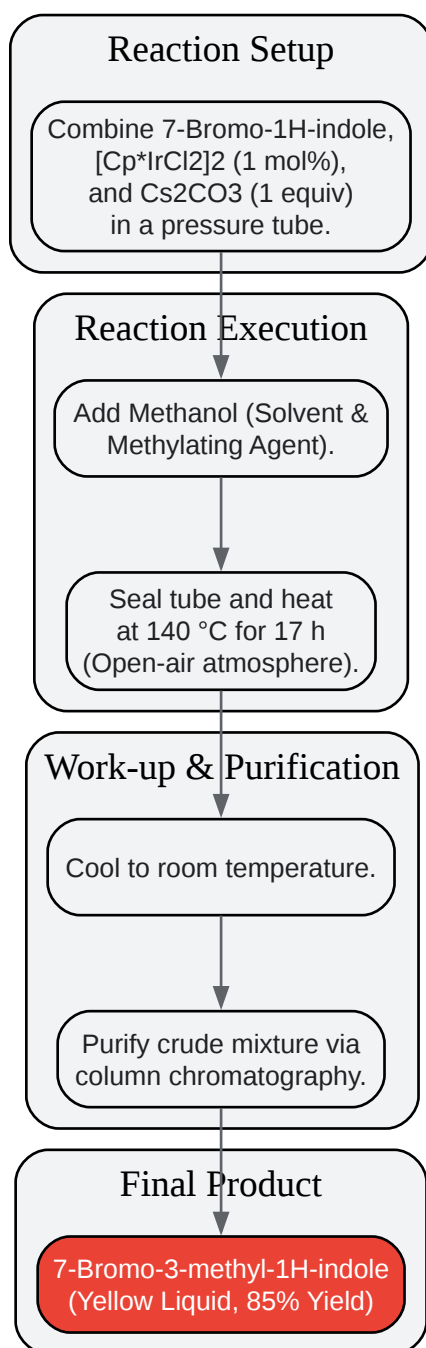 Reaction Setup
Combine 7-Bromo-1H-indole,
[Cp*IrCl2]2 (1 mol%),
and Cs2CO3 (1 equiv)
in a pressure tube.
Reaction Execution
Add Methanol (Solvent &
Methylating Agent).
Seal tube and heat
at 140 °C for 17 h
(Open-air atmosphere).
Work-up & Purification
Cool to room temperature.
Purify crude mixture via
column chromatography.
Final Product
7-Bromo-3-methyl-1H-indole
(Yellow Liquid, 85% Yield)